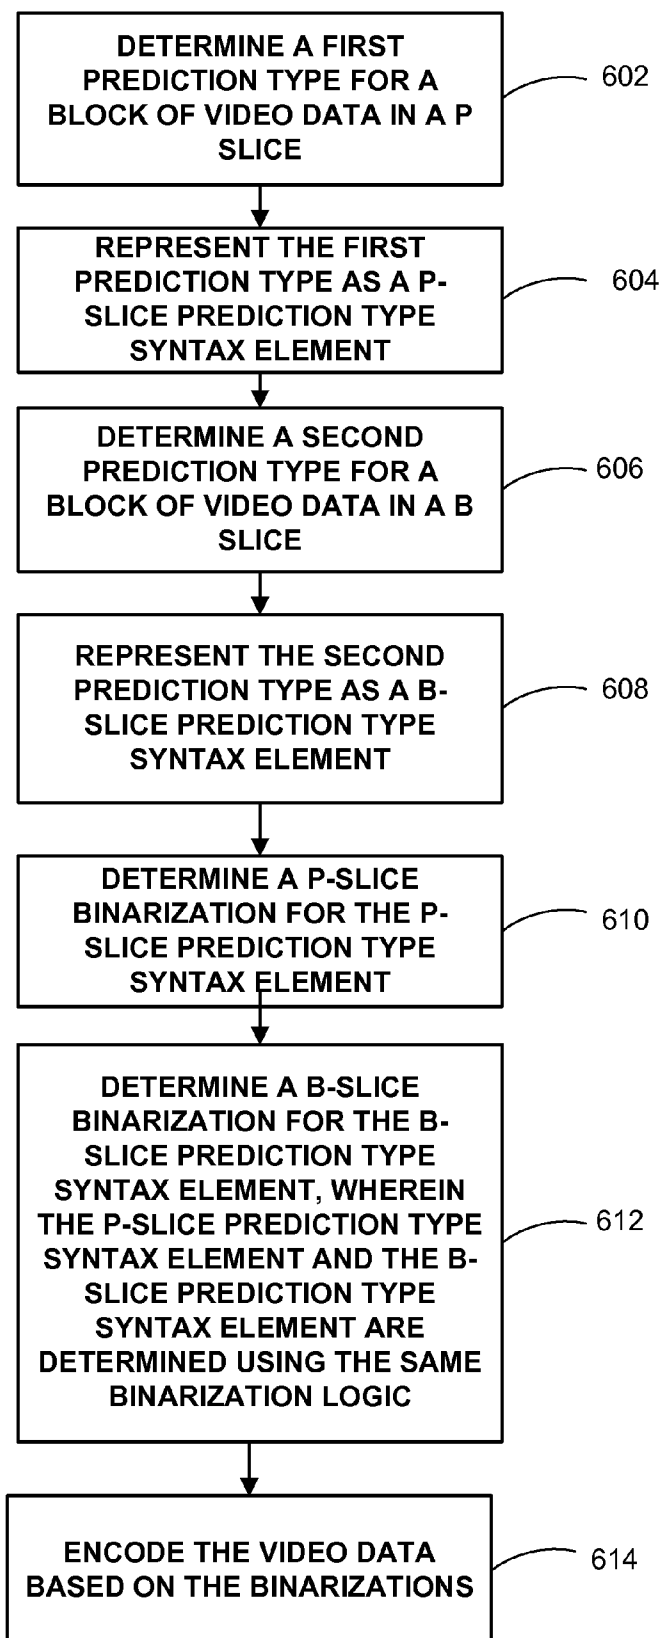 DETERMINE A FIRST
PREDICTION TYPE FOR A
BLOCK OF VIDEO DATA IN A P
SLICE
602
REPRESENT THE FIRST
PREDICTION TYPE AS A P-
SLICE PREDICTION TYPE
SYNTAX ELEMENT
604
DETERMINE A SECOND
PREDICTION TYPE FOR A
BLOCK OF VIDEO DATA IN A B
SLICE
606
REPRESENT THE SECOND
PREDICTION TYPE AS A B-
SLICE PREDICTION TYPE
SYNTAX ELEMENT
608
DETERMINE A P-SLICE
BINARIZATION FOR THE P-
SLICE PREDICTION TYPE
SYNTAX ELEMENT
610
DETERMINE A B-SLICE
BINARIZATION FOR THE B-
SLICE PREDICTION TYPE
SYNTAX ELEMENT, WHEREIN
THE P-SLICE PREDICTION TYPE
SYNTAX ELEMENT AND THE B-
SLICE PREDICTION TYPE
SYNTAX ELEMENT ARE
DETERMINED USING THE SAME
BINARIZATION LOGIC
612
ENCODE THE VIDEO DATA
BASED ON THE BINARIZATIONS
614